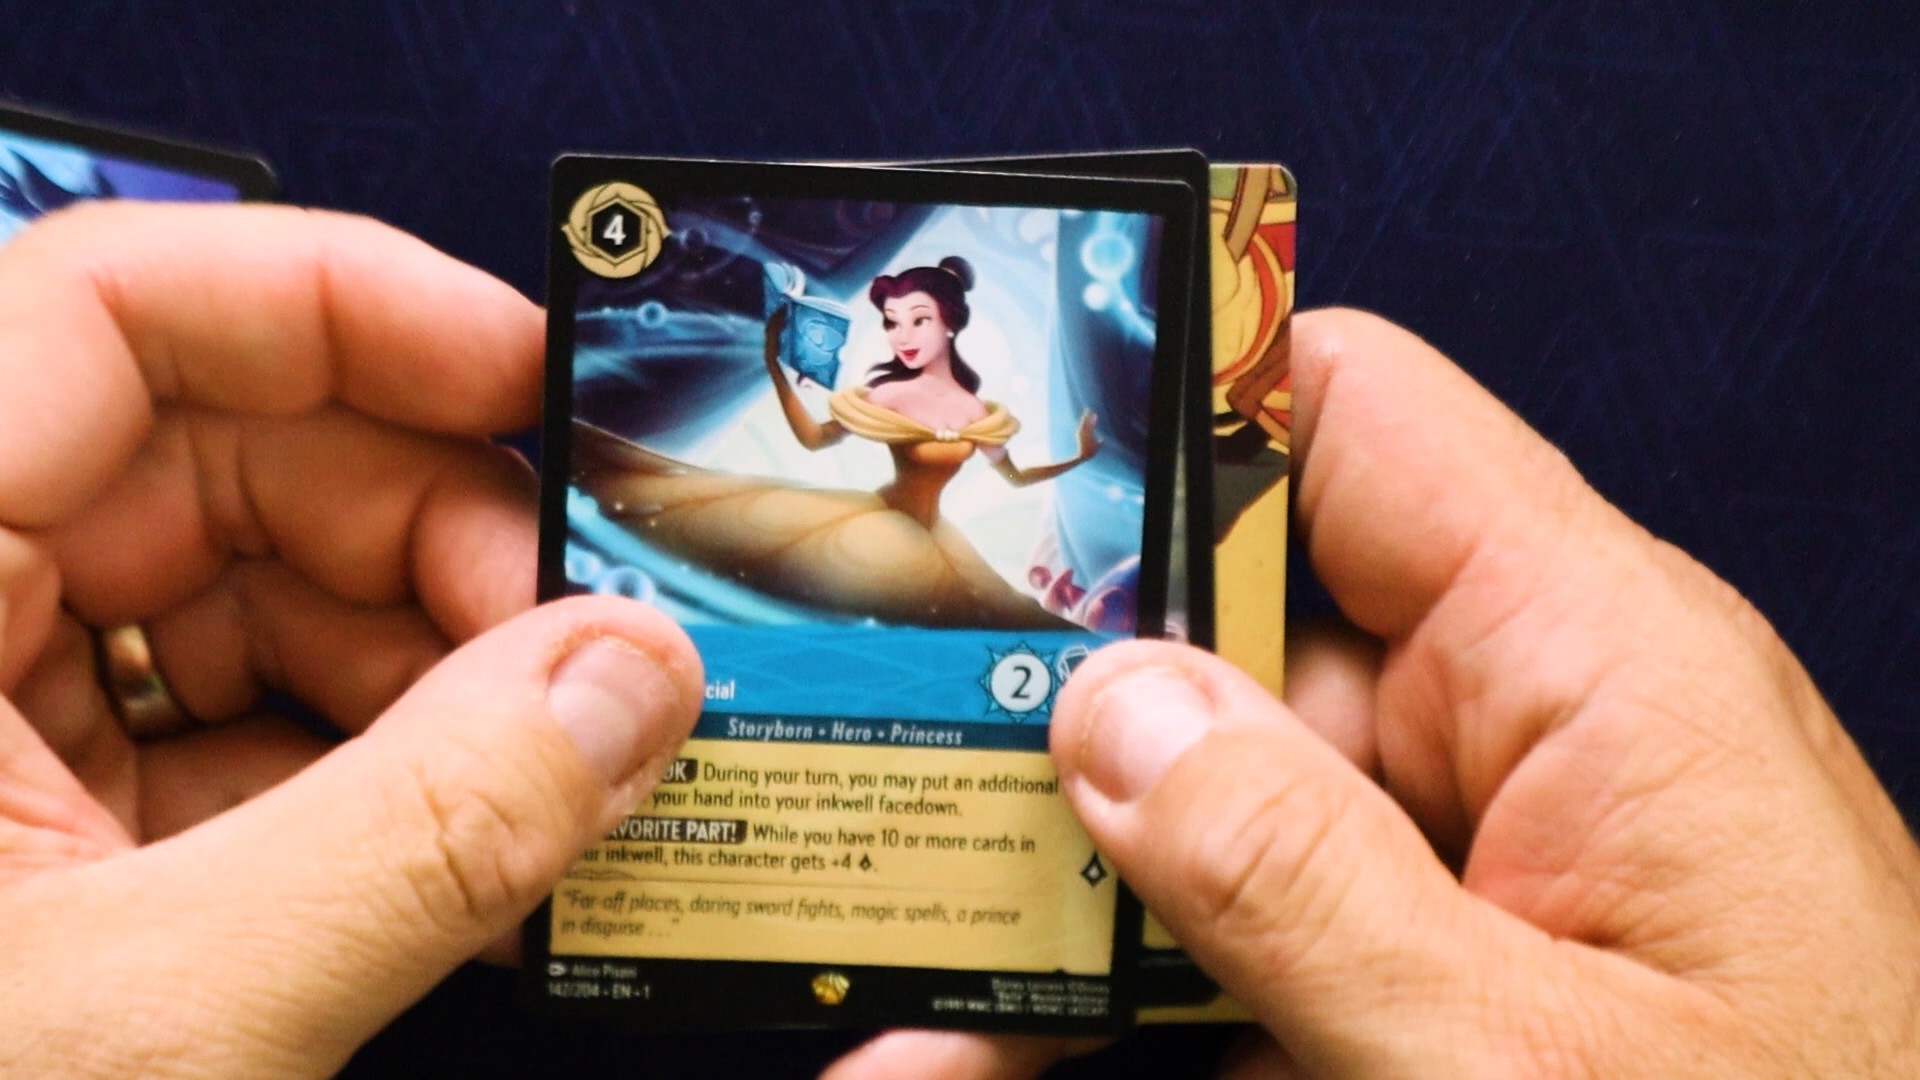 4
cial
2
Storyborn • Hero • Princess
OK During your turn, you may put an additional
your hand into your inkwell facedown.
AVORITE PART! While you have 10 or more cards in
ur inkwell, this character gets +4
"Far-off places, daring sword fights, magic spells, a prince
in disguise . . ."
Alice Pisoni
142/204 • EN • 1